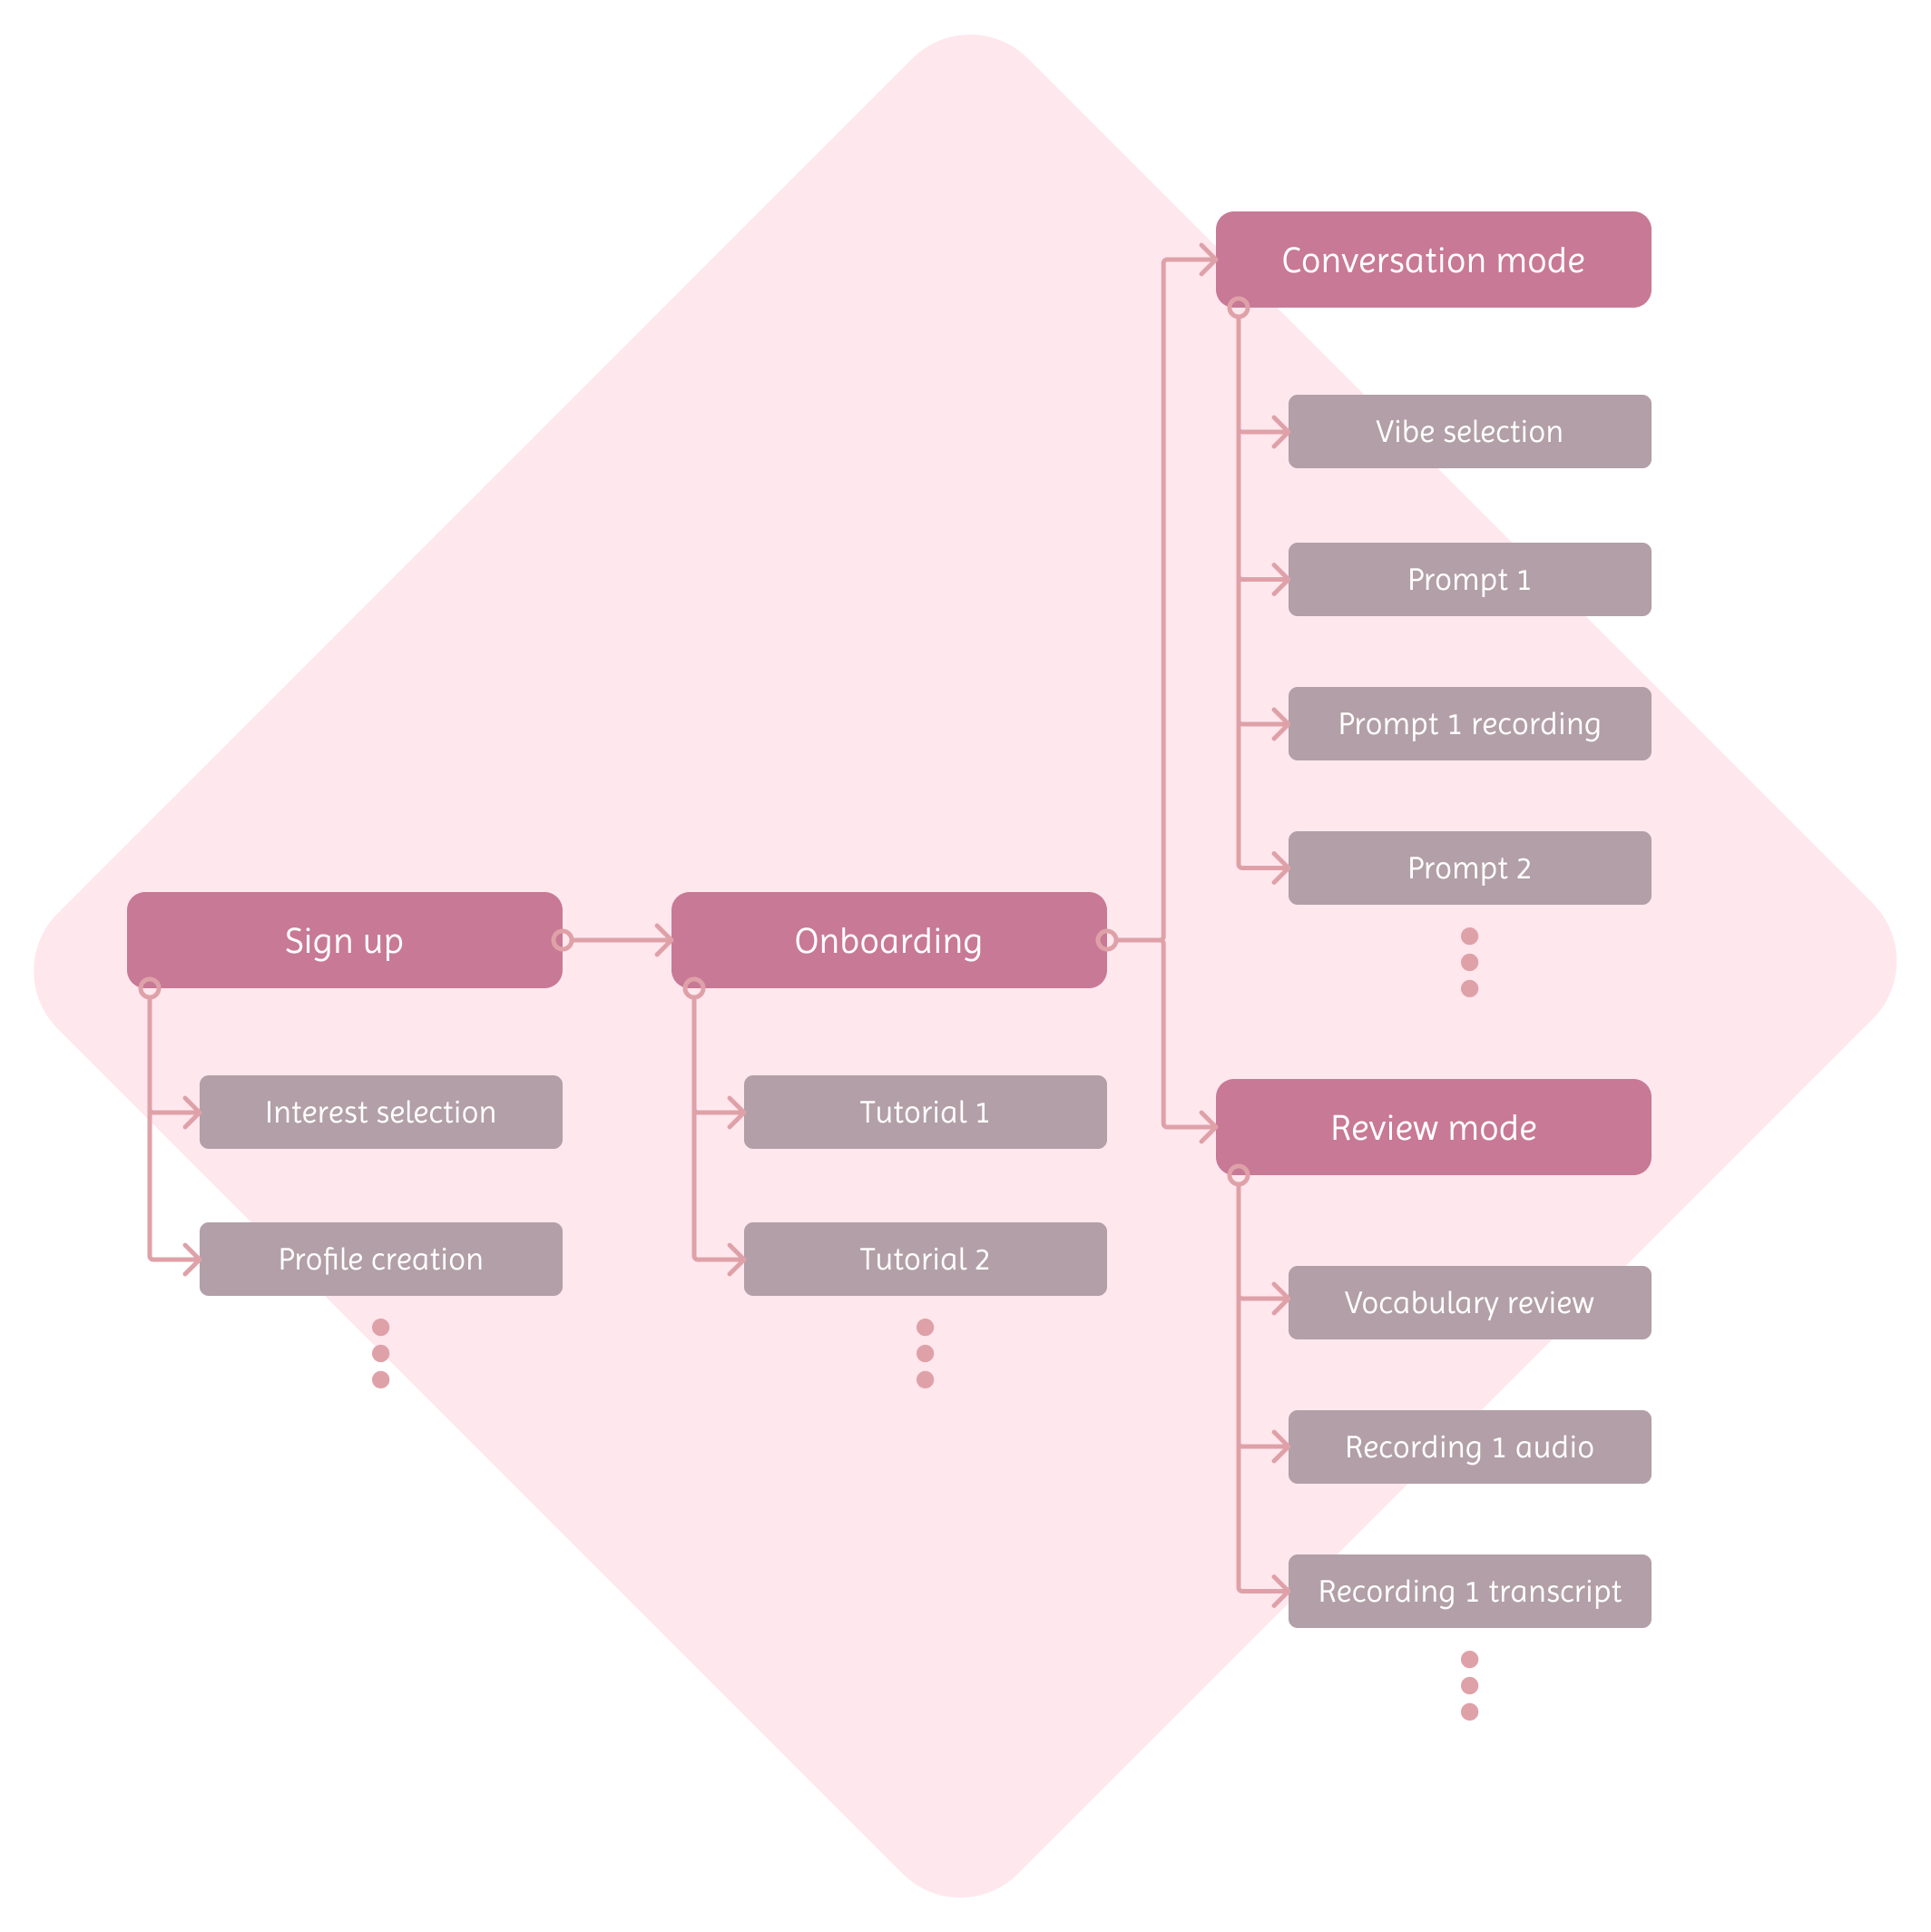 Sign up
Interest selection
Profile creation
Onboarding
Tutorial 1
Tutorial 2
Conversation mode
Vibe selection
Prompt 1
Prompt 1 recording
Prompt 2
Review mode
Vocabulary review
Recording 1 audio
Recording 1 transcript